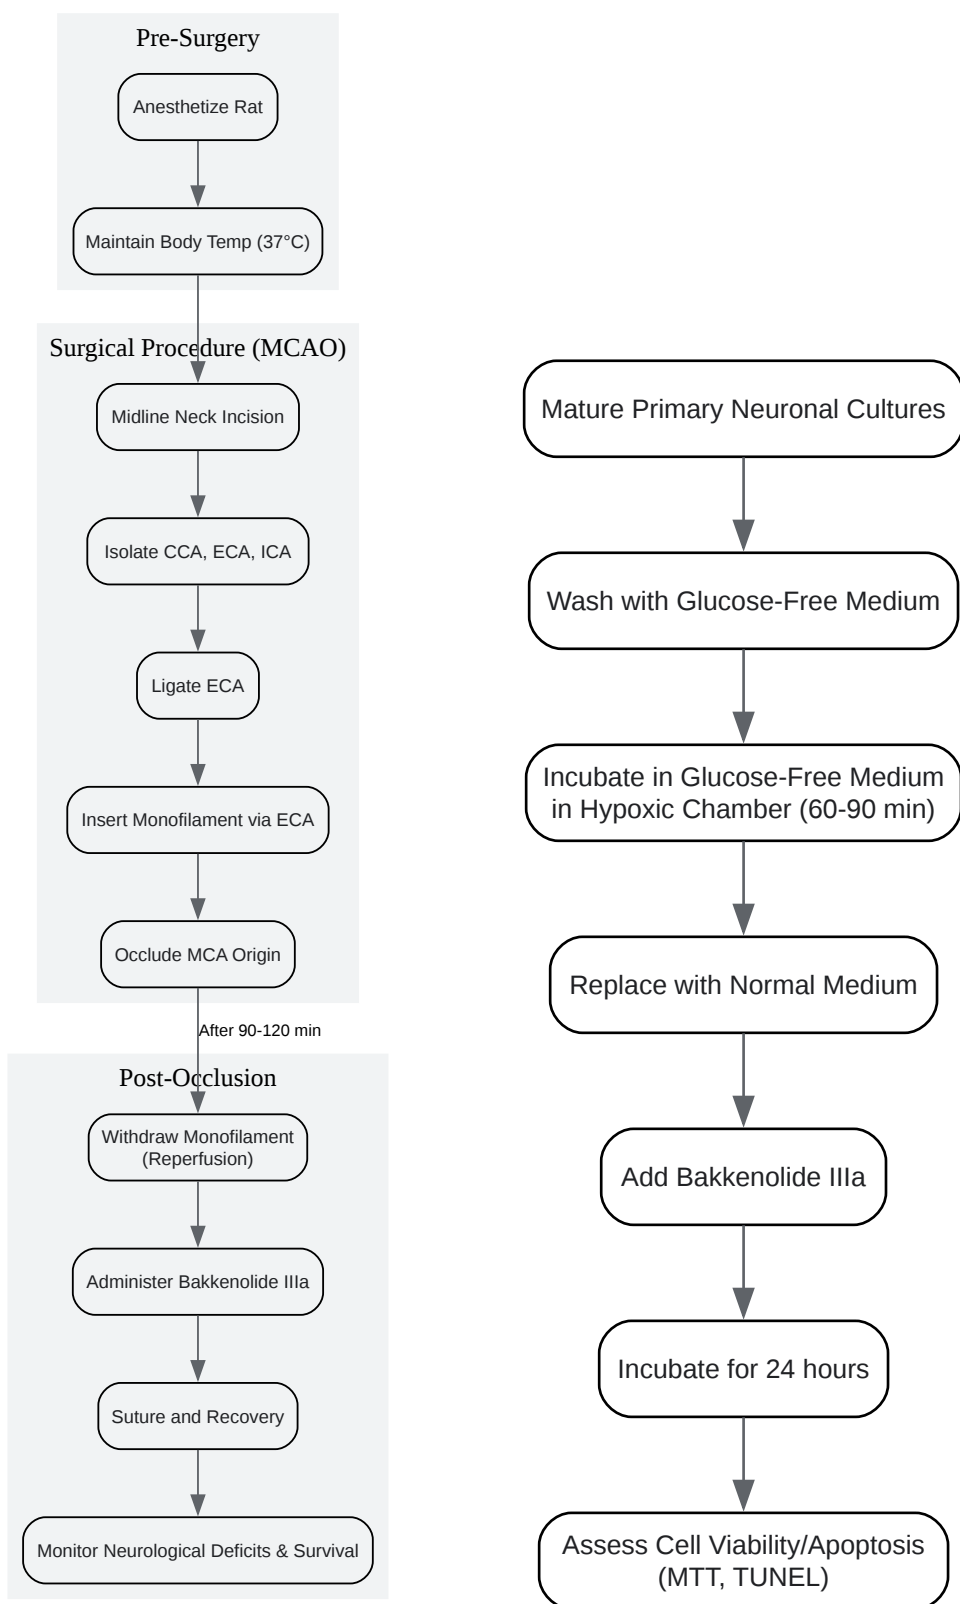 Pre-Surgery
Anesthetize Rat
Maintain Body Temp (37°C)
Surgical Procedure (MCAO)
Midline Neck Incision
Isolate CCA, ECA, ICA
Ligate ECA
Insert Monofilament via ECA
Occlude MCA Origin
After 90-120 min
Post-Occlusion
Withdraw Monofilament
(Reperfusion)
Administer Bakkenolide IIIa
Suture and Recovery
Monitor Neurological Deficits & Survival
Mature Primary Neuronal Cultures
Wash with Glucose-Free Medium
Incubate in Glucose-Free Medium
in Hypoxic Chamber (60-90 min)
Replace with Normal Medium
Add Bakkenolide IIIa
Incubate for 24 hours
Assess Cell Viability/Apoptosis
(MTT, TUNEL)